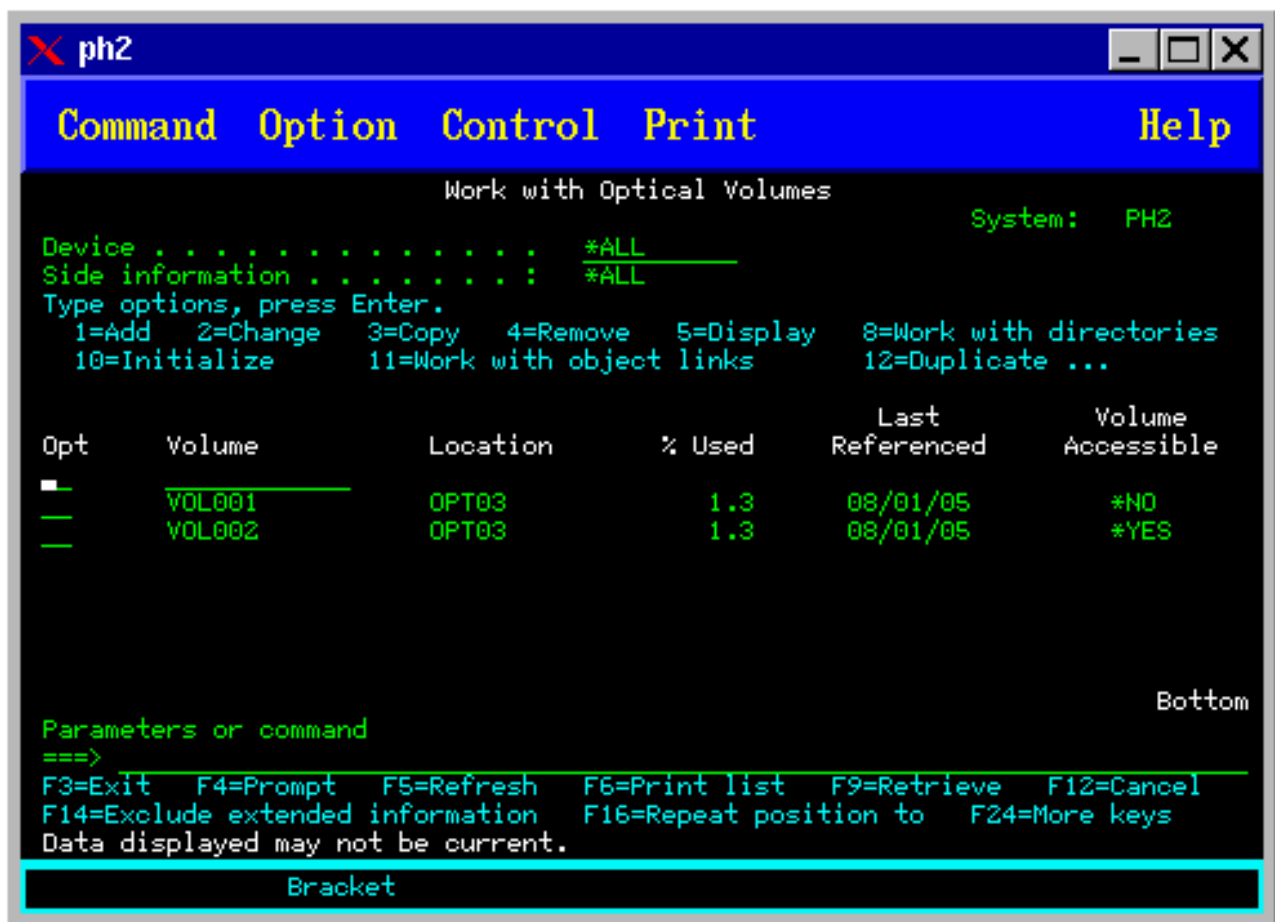 ph2
Command Option Control Print Help
Work with Optical Volumes
System: PH2
Device . . . . . . . . . . . . . *ALL
Side information . . . . . . . : *ALL
Type options, press Enter.
1=Add 2=Change 3=Copy 4=Remove 5=Display 8=Work with directories
10=Initialize 11=Work with object links 12=Duplicate ...
Last Volume
Opt Volume Location % Used Referenced Accessible
VOL001 OPT03 1.3 08/01/05 *NO
VOL002 OPT03 1.3 08/01/05 *YES
Bottom
Parameters or command
===>
F3=Exit F4=Prompt F5=Refresh F6=Print list F9=Retrieve F12=Cancel
F14=Exclude extended information F16=Repeat position to F24=More keys
Data displayed may not be current.
Bracket